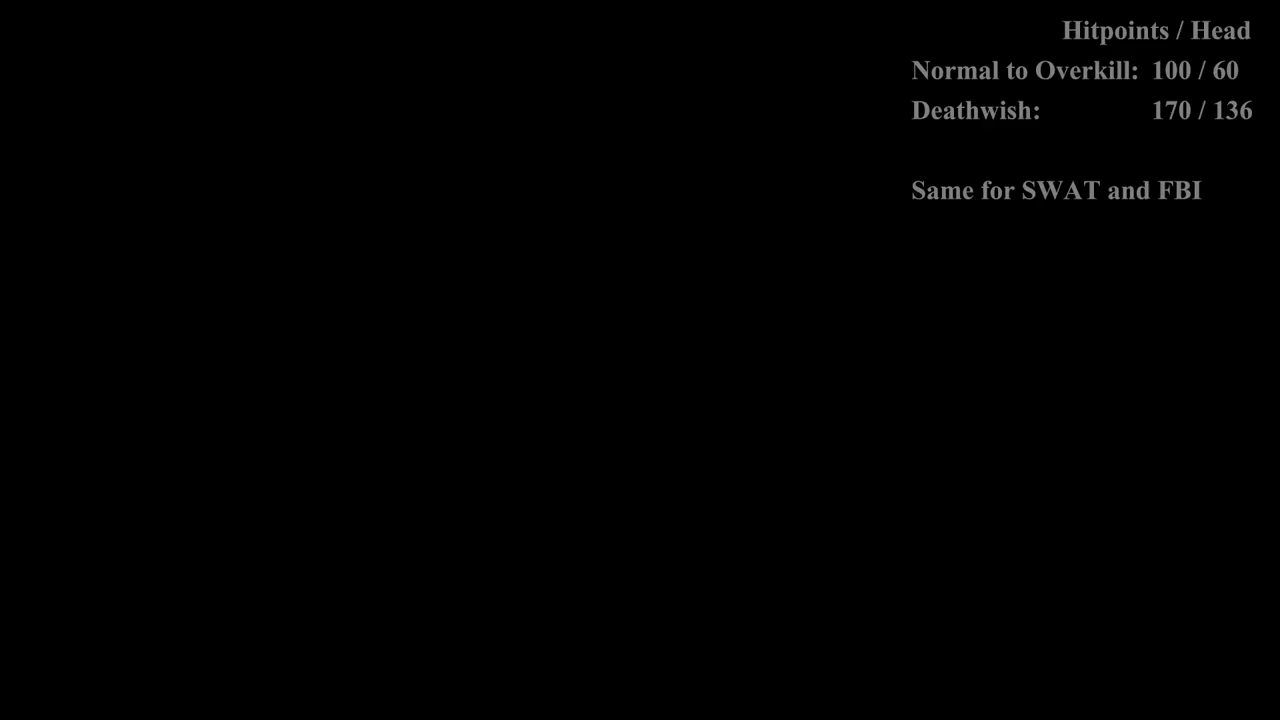 Hitpoints / Head
Normal to Overkill: 100 / 60
Deathwish: 170 / 136
Same for SWAT and FBI